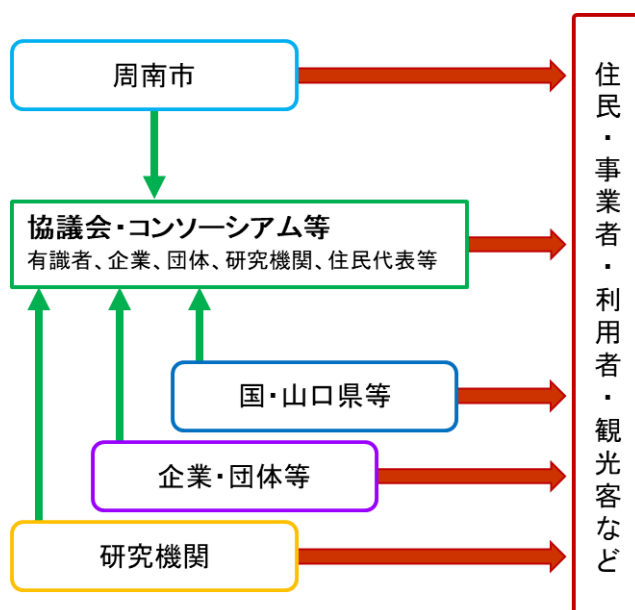 周南市
協議会・コンソーシアム等
有識者、企業、団体、研究機関、住民代表等
国・山口県等
企業・団体等
研究機関
住民・事業者・利用者・観光客など